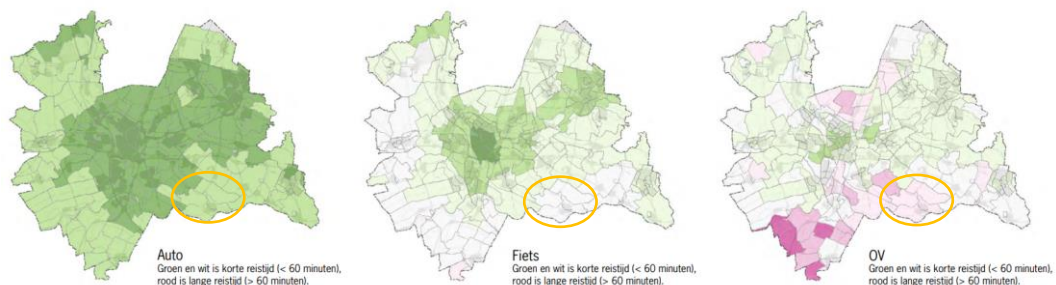 Auto
Groen en wit is korte reistijd (< 60 minuten),
rood is lange reistijd (> 60 minuten).
Fiets
Groen en wit is korte reistijd (< 60 minuten),
rood is lange reistijd (> 60 minuten).
OV
Groen en wit is korte reistijd (< 60 minuten),
rood is lange reistijd (> 60 minuten).